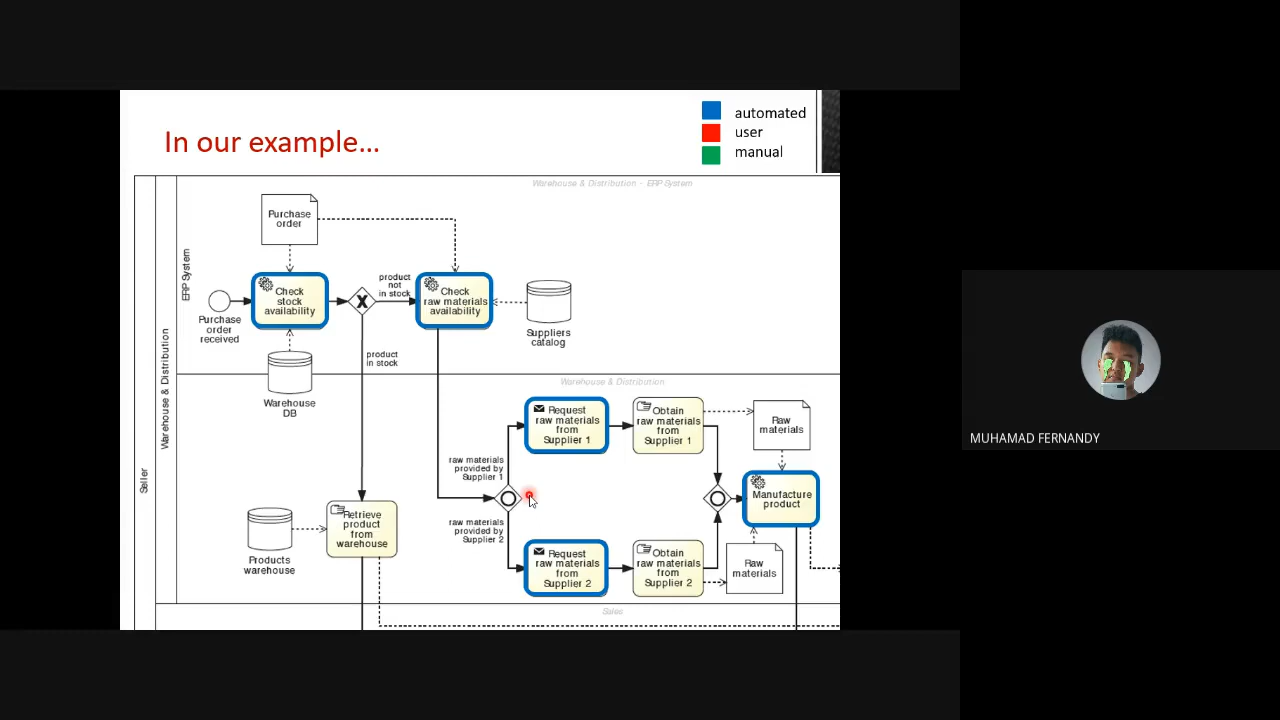 In our example...
automated
user
manual
Warehouse & Distribution - ERP System
Seller
Warehouse & Distribution
ERP System
Purchase
order
Purchase
order
received
Check
stock
availability
X
product
not
in stock
Check
raw materials
availability
Suppliers
catalog
product
in stock
Warehouse
DB
Warehouse & Distribution
Request
raw materials
from
Supplier 1
Obtain
raw materials
from
Supplier 1
Raw
materials
raw materials
provided by
Supplier 1
Manufacture
product
raw materials
provided by
Supplier 2
Retrieve
product
from
warehouse
Products
warehouse
Request
raw materials
from
Supplier 2
Obtain
raw materials
from
Supplier 2
Raw
materials
Sales
MUHAMAD FERNANDY